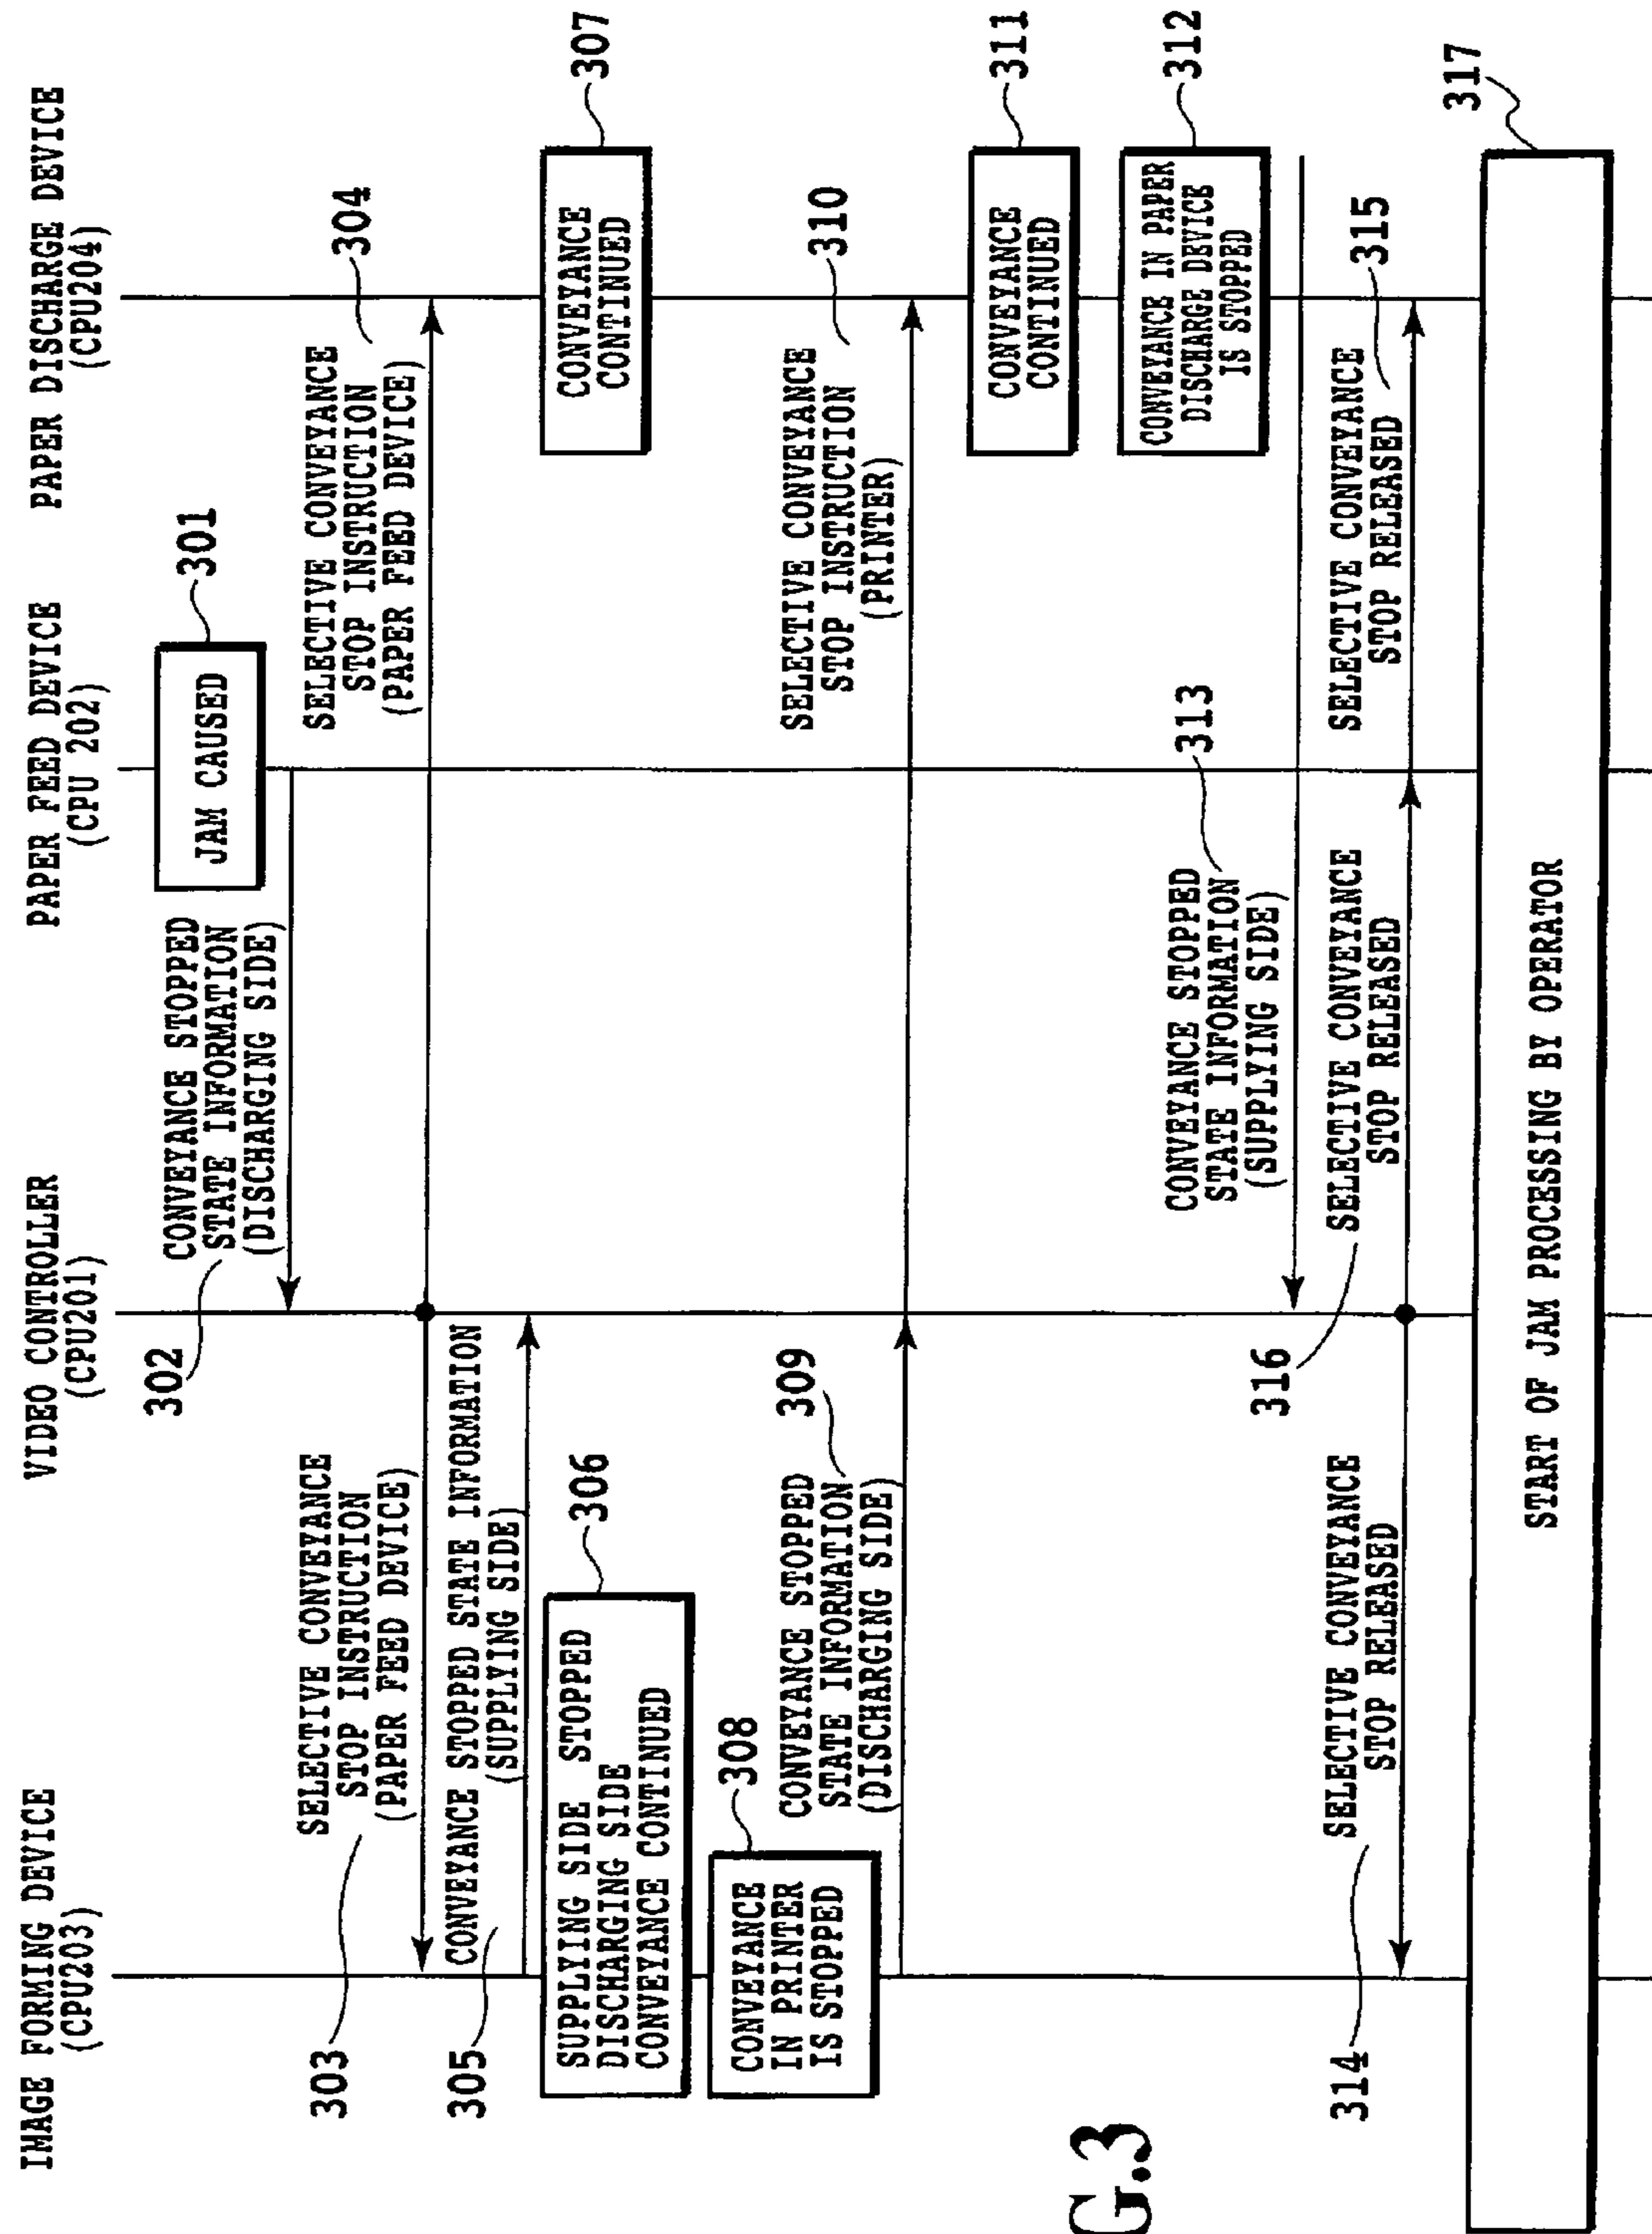 IMAGE FORMING DEVICE
(CPU203)
VIDEO CONTROLLER
(CPU201)
PAPER FEED DEVICE
(CPU 202)
PAPER DISCHARGE DEVICE
(CPU204)
JAM CAUSED
301
CONVEYANCE STOPPED
STATE INFORMATION
(DISCHARGING SIDE)
302
SELECTIVE CONVEYANCE
STOP INSTRUCTION
(PAPER FEED DEVICE)
303
SELECTIVE CONVEYANCE
STOP INSTRUCTION
(PAPER FEED DEVICE)
304
CONVEYANCE STOPPED STATE INFORMATION
(SUPPLYING SIDE)
305
SUPPLYING SIDE STOPPED
DISCHARGING SIDE
CONVEYANCE CONTINUED
306
CONVEYANCE
CONTINUED
307
CONVEYANCE
IN PRINTER
IS STOPPED
308
CONVEYANCE STOPPED
STATE INFORMATION
(DISCHARGING SIDE)
309
SELECTIVE CONVEYANCE
STOP INSTRUCTION
(PRINTER)
310
CONVEYANCE
CONTINUED
311
CONVEYANCE IN PAPER
DISCHARGE DEVICE
IS STOPPED
312
CONVEYANCE STOPPED
STATE INFORMATION
(SUPPLYING SIDE)
313
SELECTIVE CONVEYANCE
STOP RELEASED
314
316
SELECTIVE CONVEYANCE
STOP RELEASED
SELECTIVE CONVEYANCE
STOP RELEASED
315
START OF JAM PROCESSING BY OPERATOR
317
G.3